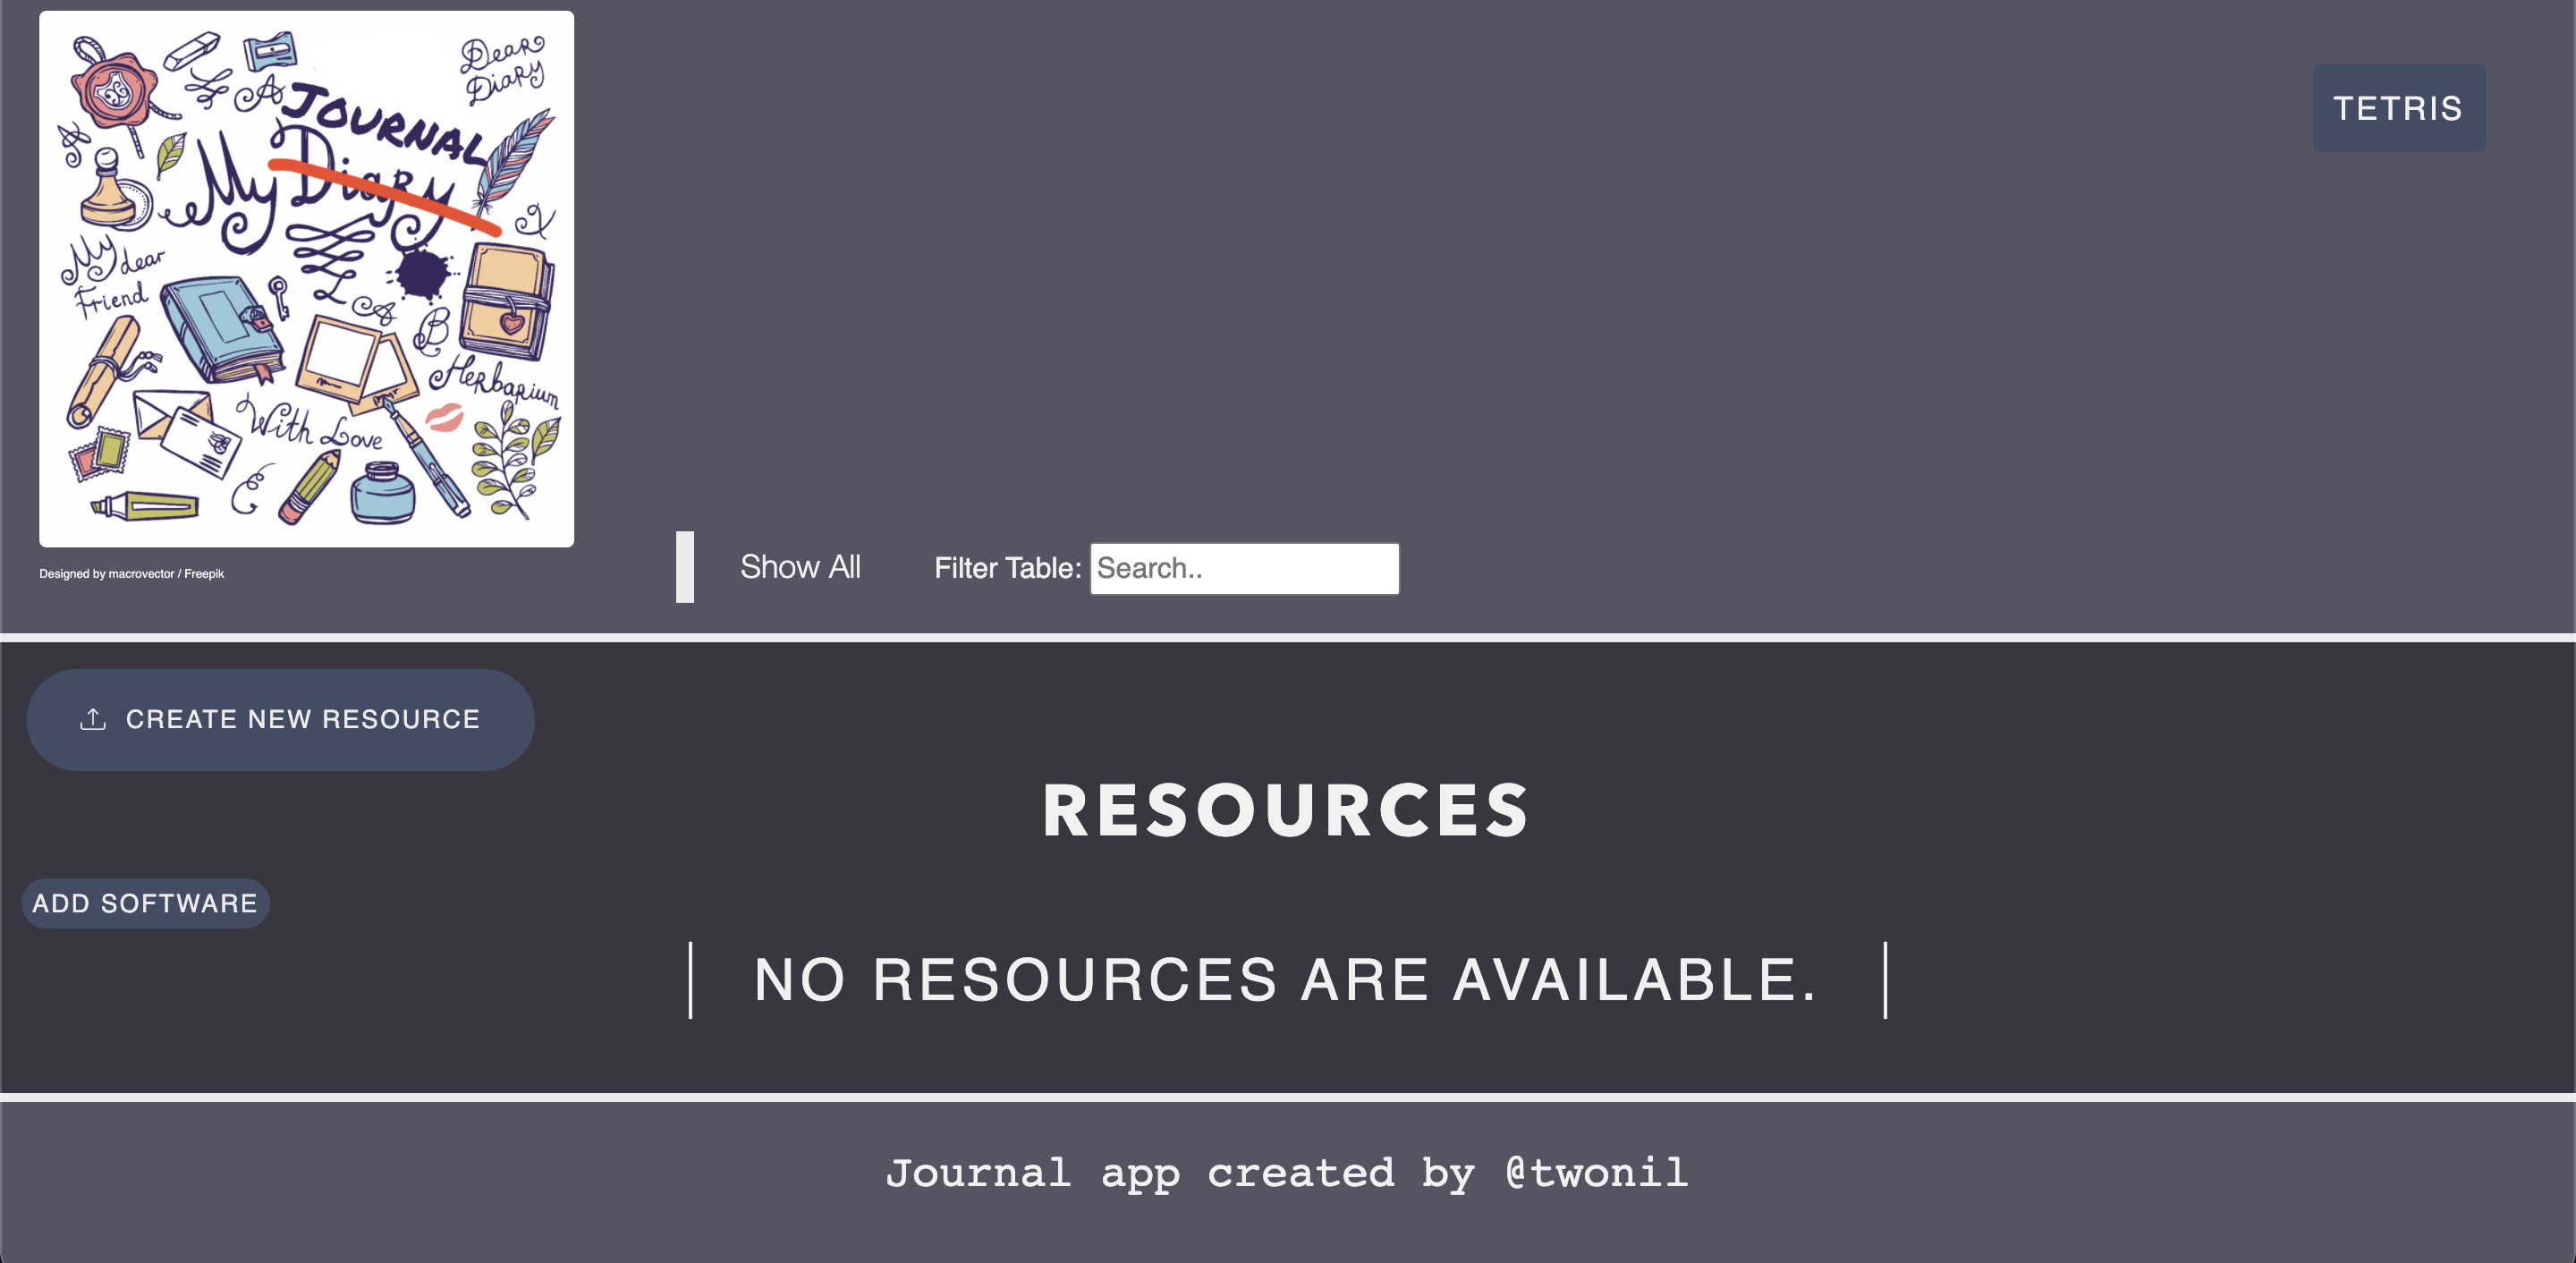 Dear
Diary
A
JOURNAL
A
My Diary
X
My dear
Friend
L
A
B
Herbarium
With Love
Designed by macrovector / Freepik
TETRIS
Show All
Filter Table: Search..
CREATE NEW RESOURCE
RESOURCES
ADD SOFTWARE
NO RESOURCES ARE AVAILABLE.
Journal app created by @twonil